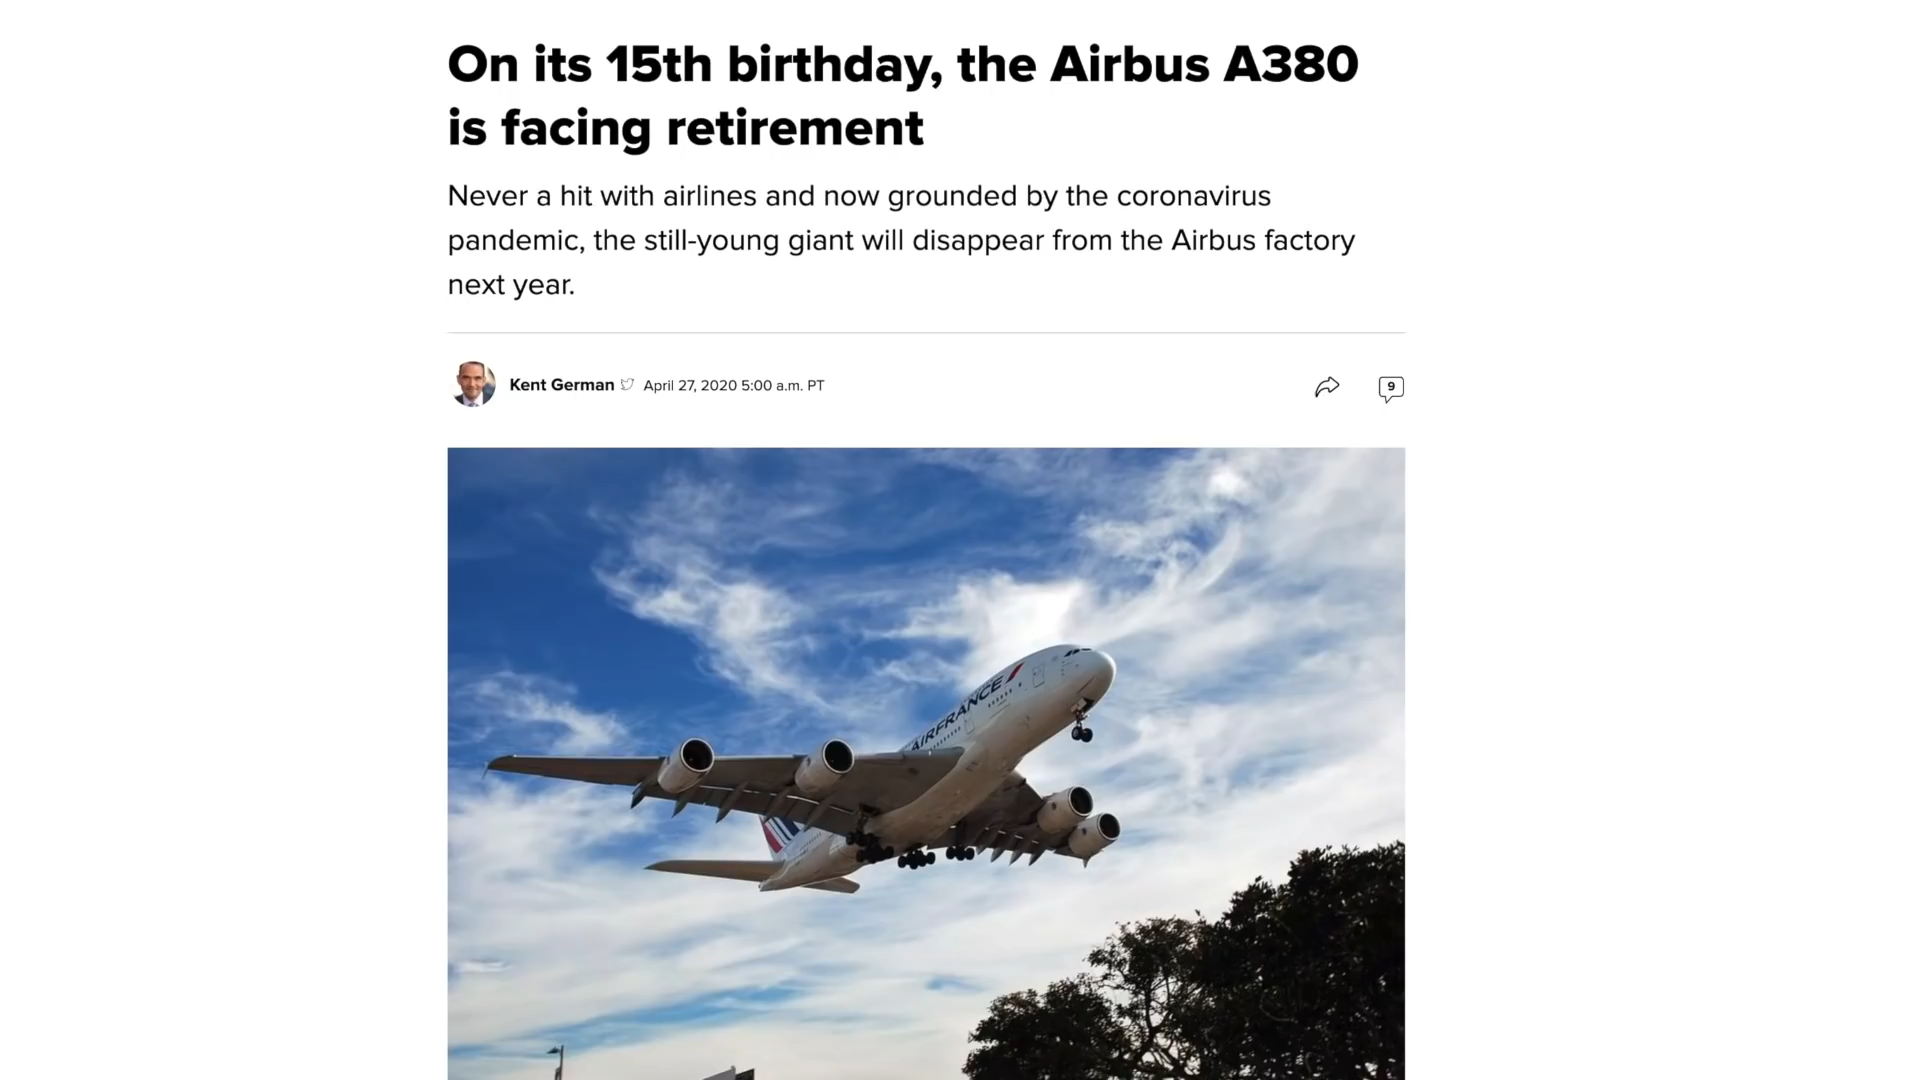 On its 15th birthday, the Airbus A380
is facing retirement
Never a hit with airlines and now grounded by the coronavirus
pandemic, the still-young giant will disappear from the Airbus factory
next year.
Kent German April 27, 2020 5:00 a.m. PT
9
AIRFRANCE